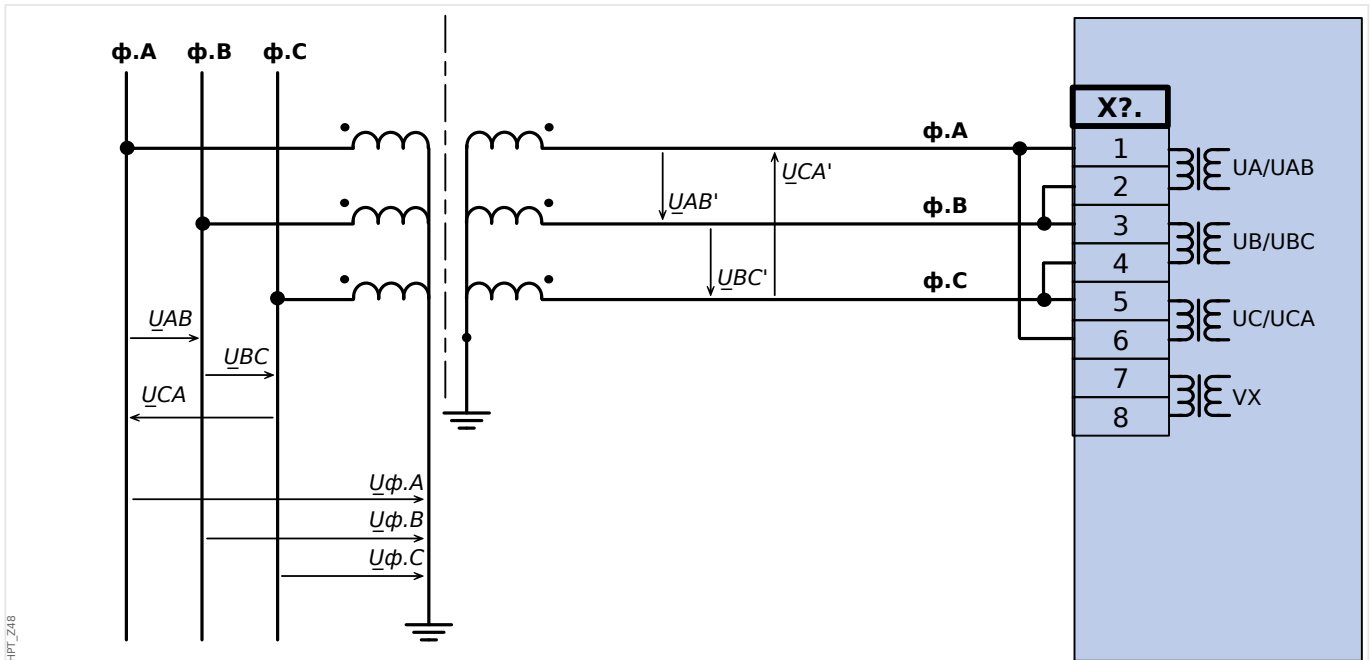 ф.A ф.B ф.C
X?.
ф.A
1
UA/UAB
UCA'
2
UAB'
ф.B
3
UB/UBC
4
UBC'
ф.C
5
UC/UCA
UAB
6
UBC
7
UCA
VX
8
Uф.A
Uф.B
Uф.C
HPT_Z48